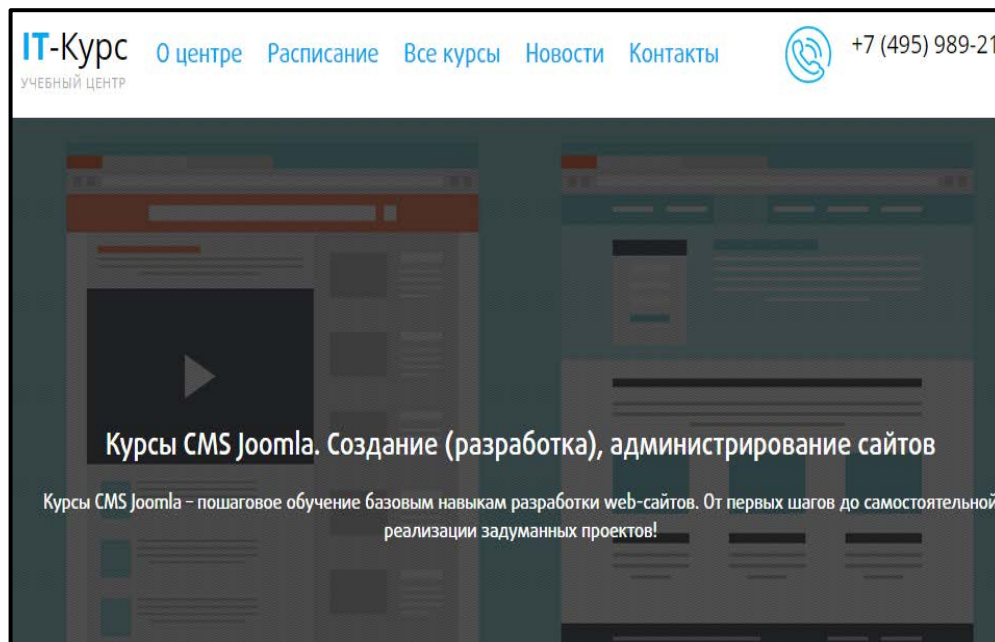 IT-Курс
УЧЕБНЫЙ ЦЕНТР
О центре Расписание Все курсы Новости Контакты
+7 (495) 989-21
Курсы CMS Joomla. Создание (разработка), администрирование сайтов
Курсы CMS Joomla – пошаговое обучение базовым навыкам разработки web-сайтов. От первых шагов до самостоятельной
реализации задуманных проектов!